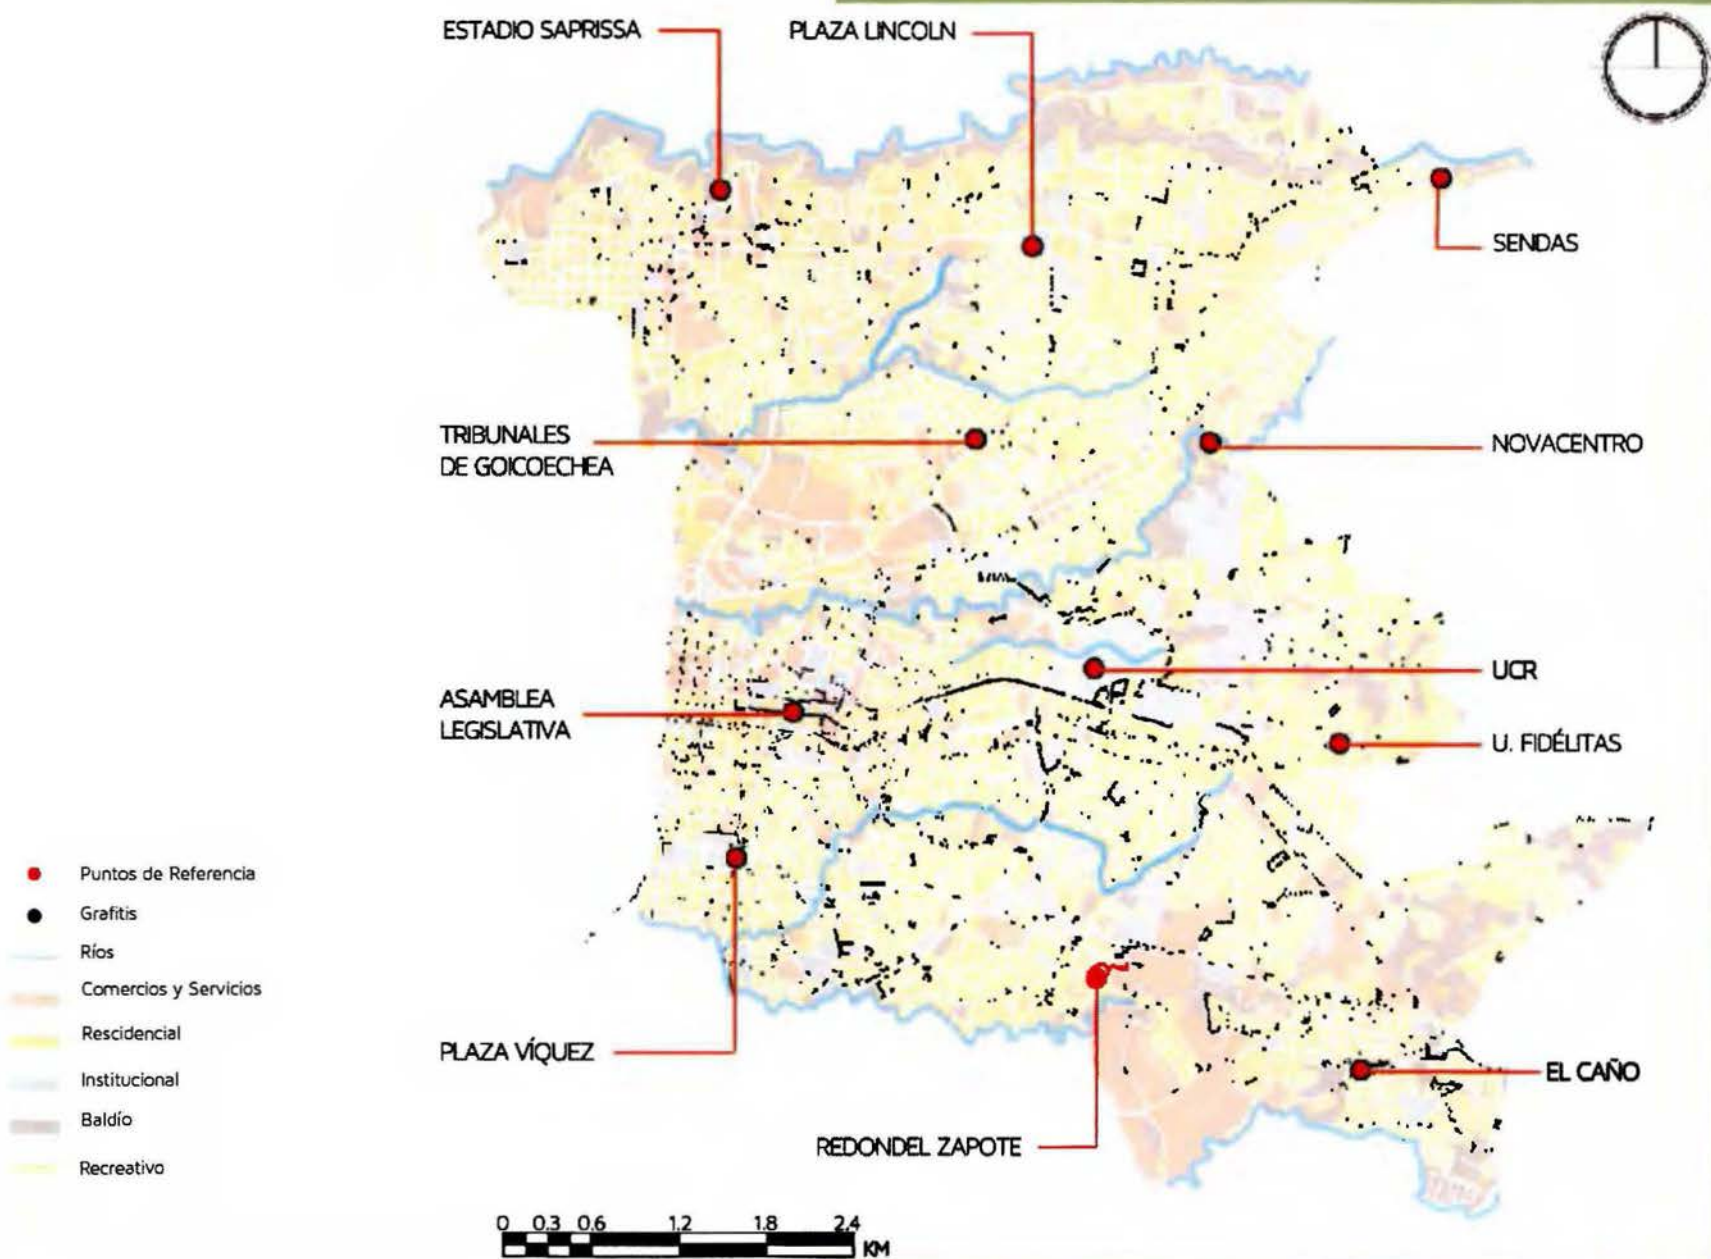 ESTADIO SAPRISSA
PLAZA LINCOLN
SENDAS
TRIBUNALES
DE GOICOECHEA
NOVACENTRO
UCR
ASAMBLEA
LEGISLATIVA
U. FIDÉLITAS
Puntos de Referencia
Grafitis
Ríos
Comercios y Servicios
Rescidencial
Institucional
Baldío
Recreativo
PLAZA VÍQUEZ
EL CAÑO
REDONDEL ZAPOTE
0 0.3 0.6 1.2 1.8 2.4
KM